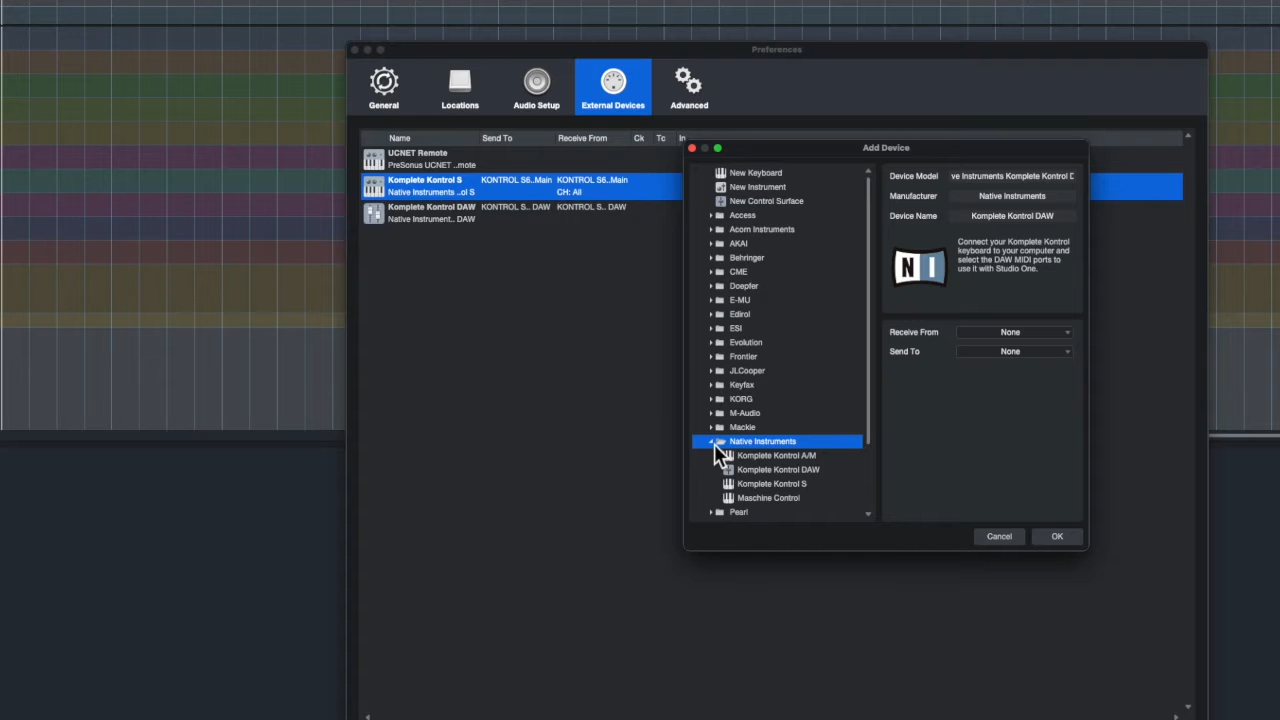 Preferences
General
Locations
Audio Setup
External Devices
Advanced
Name
Send To
Receive From
Ck
Tc
In
UCNET Remote
PreSonus UCNET ..mote
Komplete Kontrol S
KONTROL S6..Main
KONTROL S6..Main
Native Instruments ..ol S
CH: All
Komplete Kontrol DAW
KONTROL S.. DAW
KONTROL S.. DAW
Native Instrument.. DAW
Add Device
New Keyboard
New Instrument
New Control Surface
Access
Acorn Instruments
AKAI
Behringer
CME
Doepfer
E-MU
Edirol
ESI
Evolution
Frontier
JLCooper
Keyfax
KORG
M-Audio
Mackie
Native Instruments
Komplete Kontrol A/M
Komplete Kontrol DAW
Komplete Kontrol S
Maschine Control
Pearl
Device Model
ve Instruments Komplete Kontrol D
Manufacturer
Native Instruments
Device Name
Komplete Kontrol DAW
NI
Connect your Komplete Kontrol
keyboard to your computer and
select the DAW MIDI ports to
use it with Studio One.
Receive From
None
Send To
None
Cancel
OK